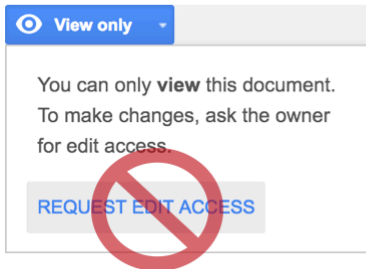 View only
You can only view this document.
To make changes, ask the owner
for edit access.
REQUEST EDIT ACCESS